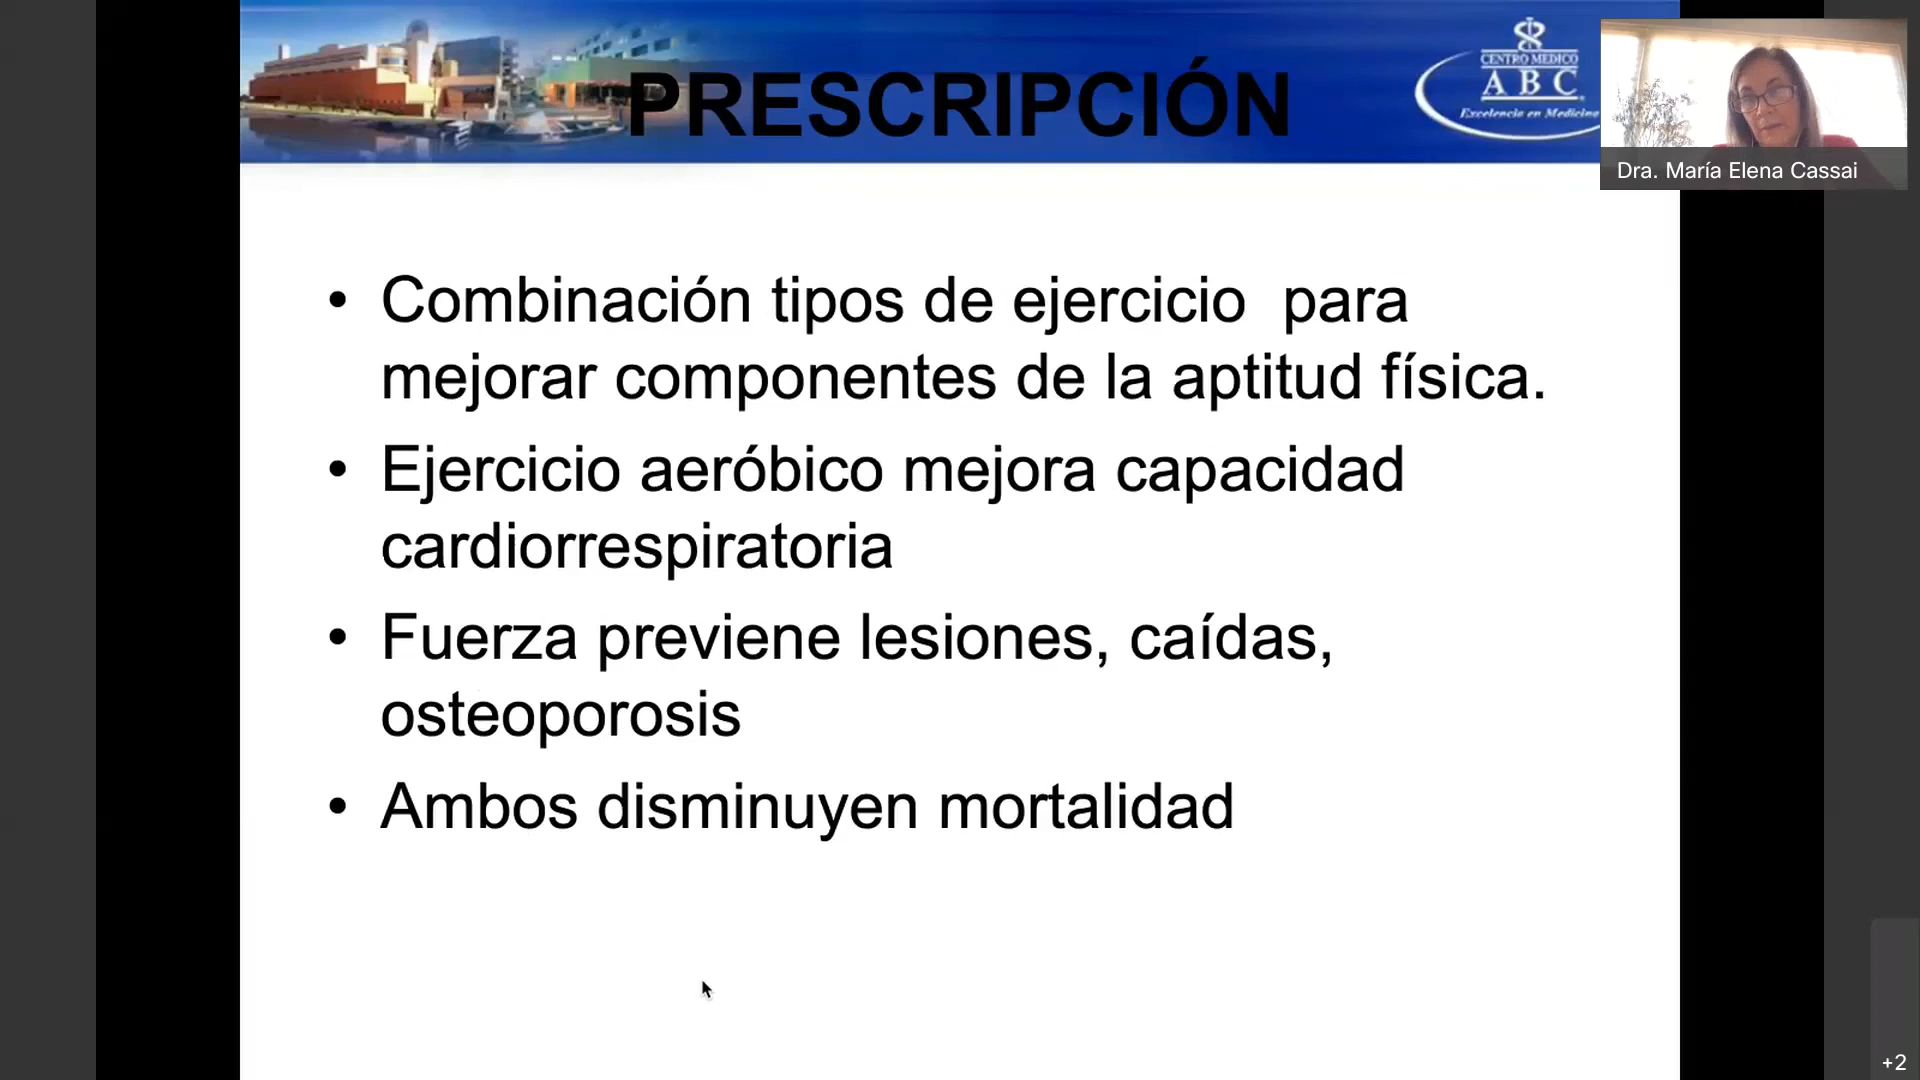 PRESCRIPCIÓN
CENTRO MEDICO
ABC
Excelencia en Medicina
Dra. María Elena Cassai
• Combinación tipos de ejercicio  para
mejorar componentes de la aptitud física.
• Ejercicio aeróbico mejora capacidad
cardiorrespiratoria
• Fuerza previene lesiones, caídas,
osteoporosis
• Ambos disminuyen mortalidad
+2